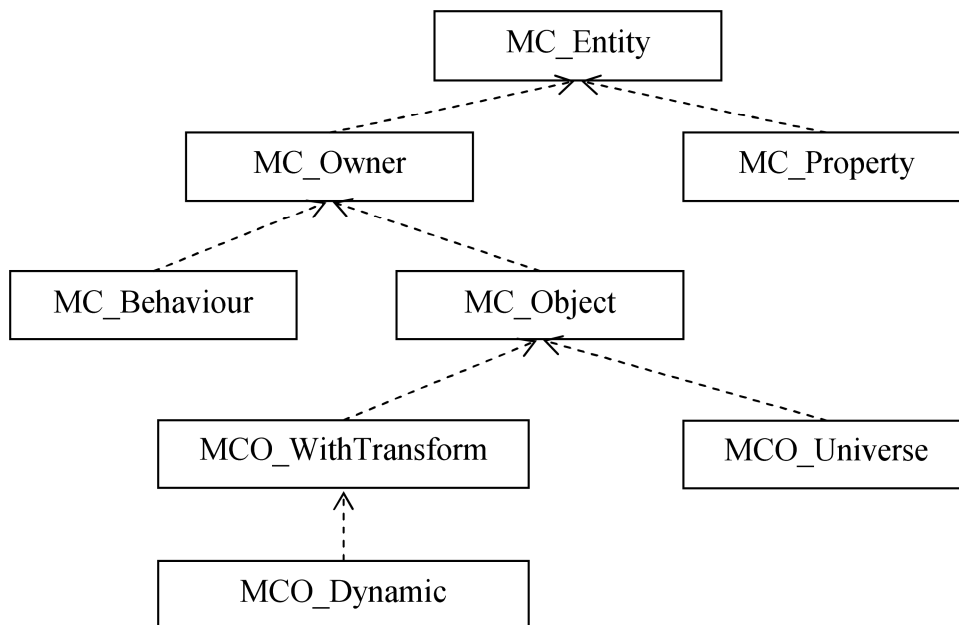 MC_Entity
MC_Owner
MC_Property
MC_Behaviour
MC_Object
MCO_WithTransform
MCO_Universe
MCO_Dynamic